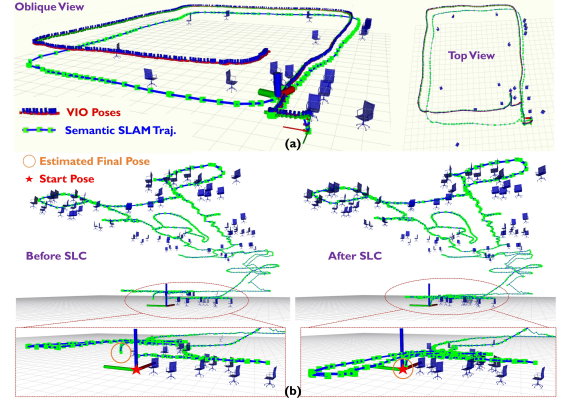 Oblique View
Top View
VIO Poses
Semantic SLAM Traj.
(a)
Estimated Final Pose
Start Pose
Before SLC
After SLC
(b)